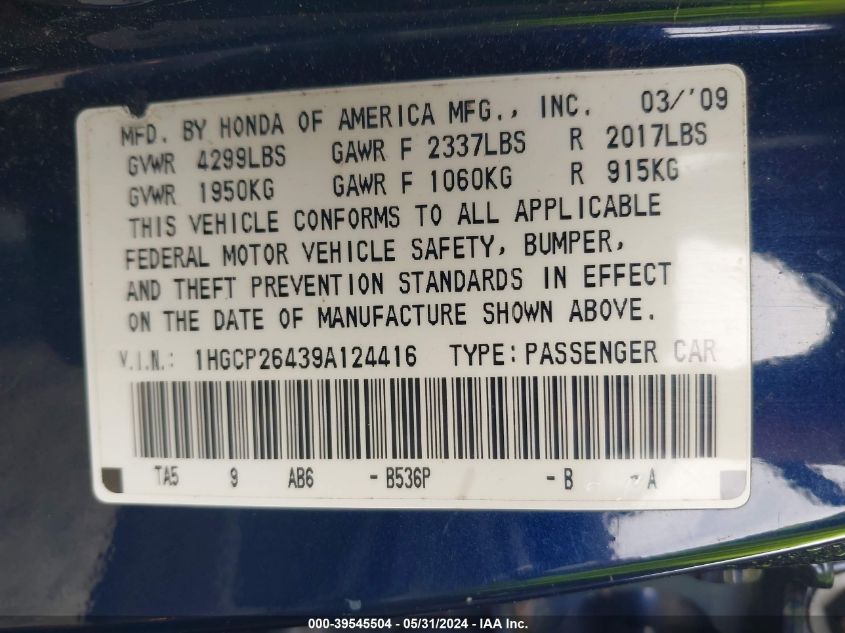 MFD. BY HONDA OF AMERICA MFG., INC. 03/'09
GVWR 4299LBS GAWR F 2337LBS R 2017LBS
GVWR 1950KG GAWR F 1060KG R 915KG
THIS VEHICLE CONFORMS TO ALL APPLICABLE
FEDERAL MOTOR VEHICLE SAFETY, BUMPER,
AND THEFT PREVENTION STANDARDS IN EFFECT
ON THE DATE OF MANUFACTURE SHOWN ABOVE.
V.I.N.: 1HGCP26439A124416 TYPE: PASSENGER CAR
TA5 9 AB6 -B536P -B -A
000-39545504 - 05/31/2024 - IAA Inc.